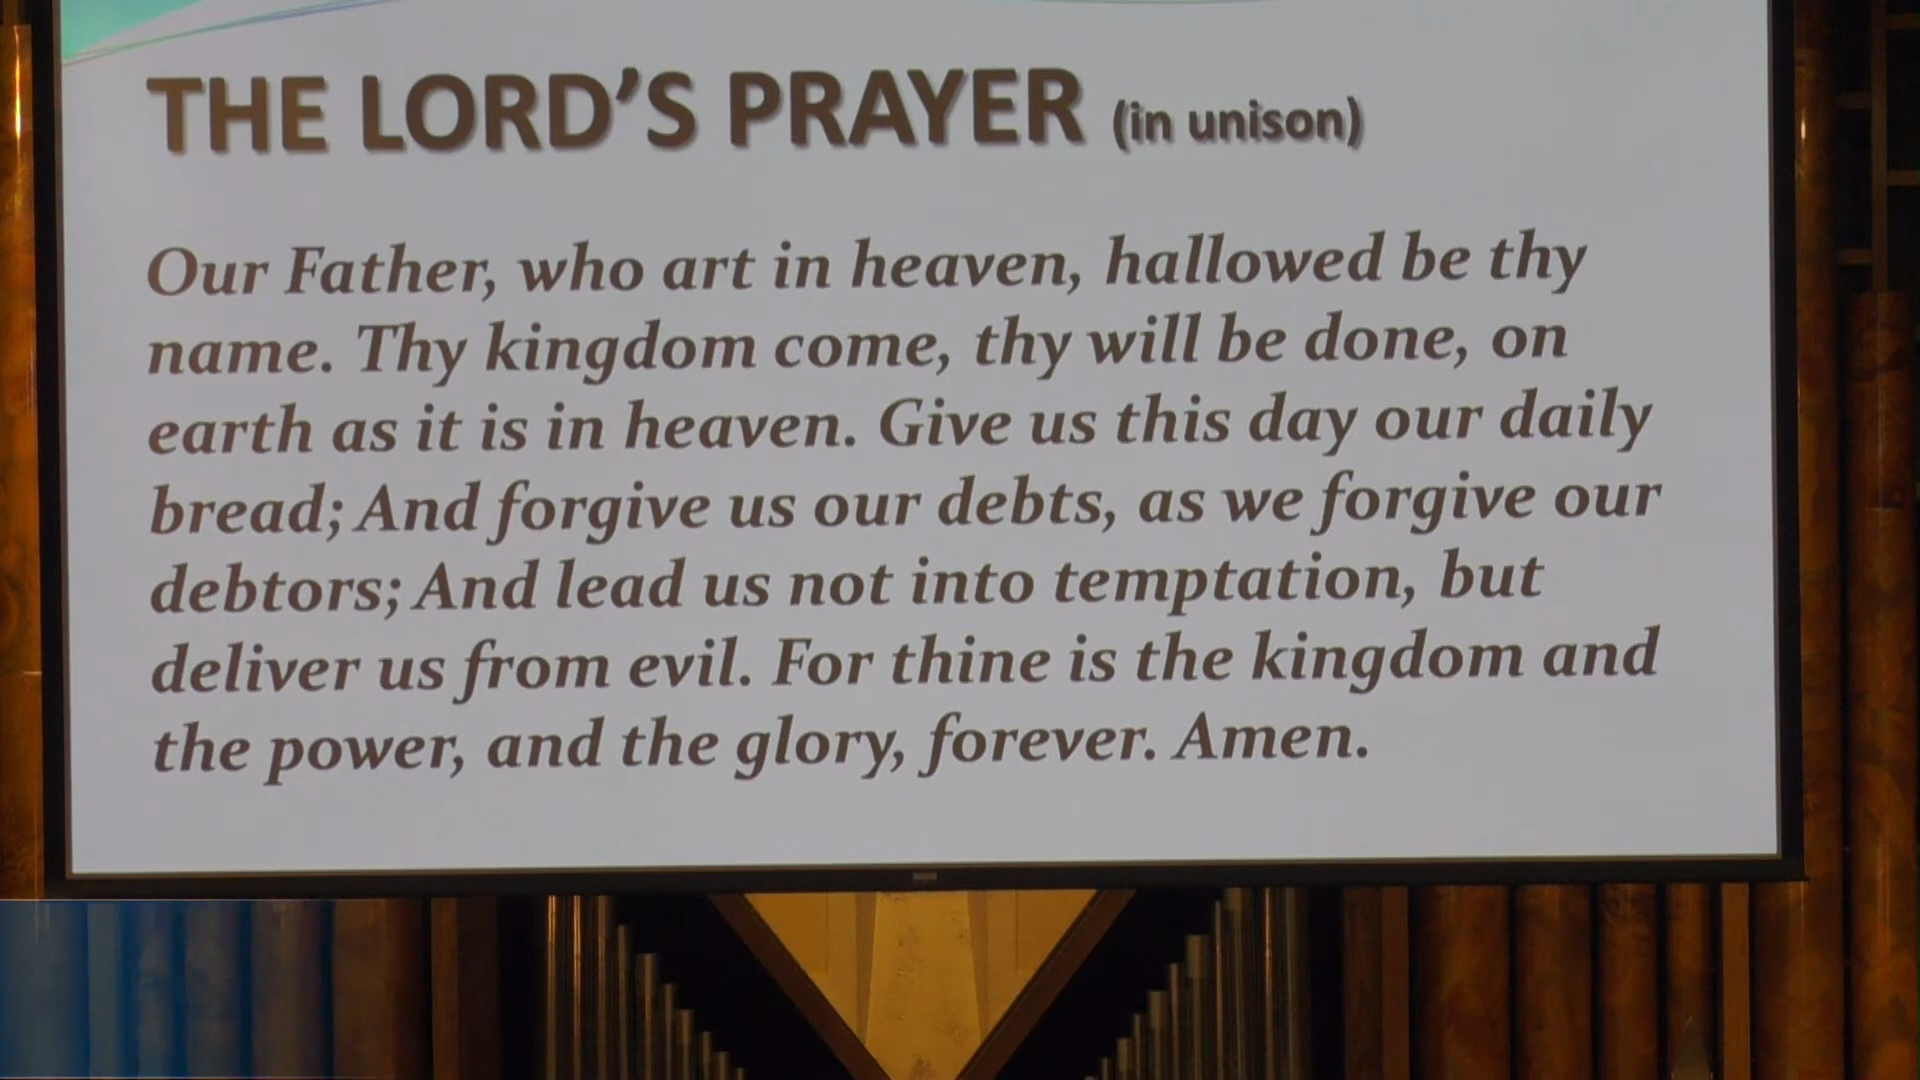 THE LORD'S PRAYER (in unison)
Our Father, who art in heaven, hallowed be thy
name. Thy kingdom come, thy will be done, on
earth as it is in heaven. Give us this day our daily
bread; And forgive us our debts, as we forgive our
debtors; And lead us not into temptation, but
deliver us from evil. For thine is the kingdom and
the power, and the glory, forever. Amen.